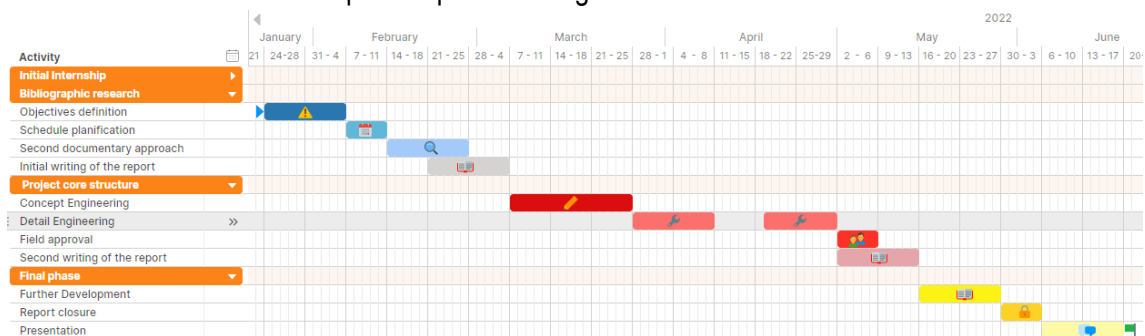 2022
January February March April May June
Activity 21 24-28 31 - 4 7 - 11 14 - 18 21 - 25 28 - 4 7 - 11 14 - 18 21 - 25 28 - 1 4 - 8 11 - 15 18 - 22 25-29 2 - 6 9 - 13 16 - 20 23 - 27 30 - 3 6 - 10 13 - 17 20-
Initial Internship
Bibliographic research
Objectives definition
Schedule planification
Second documentary approach
Initial writing of the report
Project core structure
Concept Engineering
Detail Engineering »
Field approval
Second writing of the report
Final phase
Further Development
Report closure
Presentation